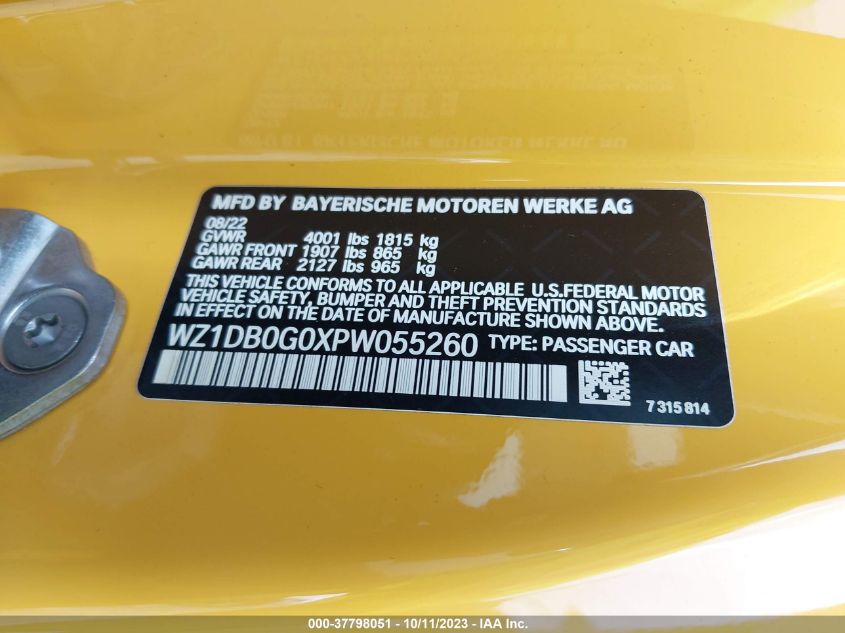 MFD BY BAYERISCHE MOTOREN WERKE AG
08/22
GVWR 4001 lbs 1815 kg
GAWR FRONT 1907 lbs 865 kg
GAWR REAR 2127 lbs 965 kg
THIS VEHICLE CONFORMS TO ALL APPLICABLE U.S.FEDERAL MOTOR
VEHICLE SAFETY, BUMPER AND THEFT PREVENTION STANDARDS
IN EFFECT ON THE DATE OF MANUFACTURE SHOWN ABOVE.
WZ1DB0G0XPW055260 TYPE: PASSENGER CAR
7 315 814
000-37798051 - 10/11/2023 - IAA Inc.